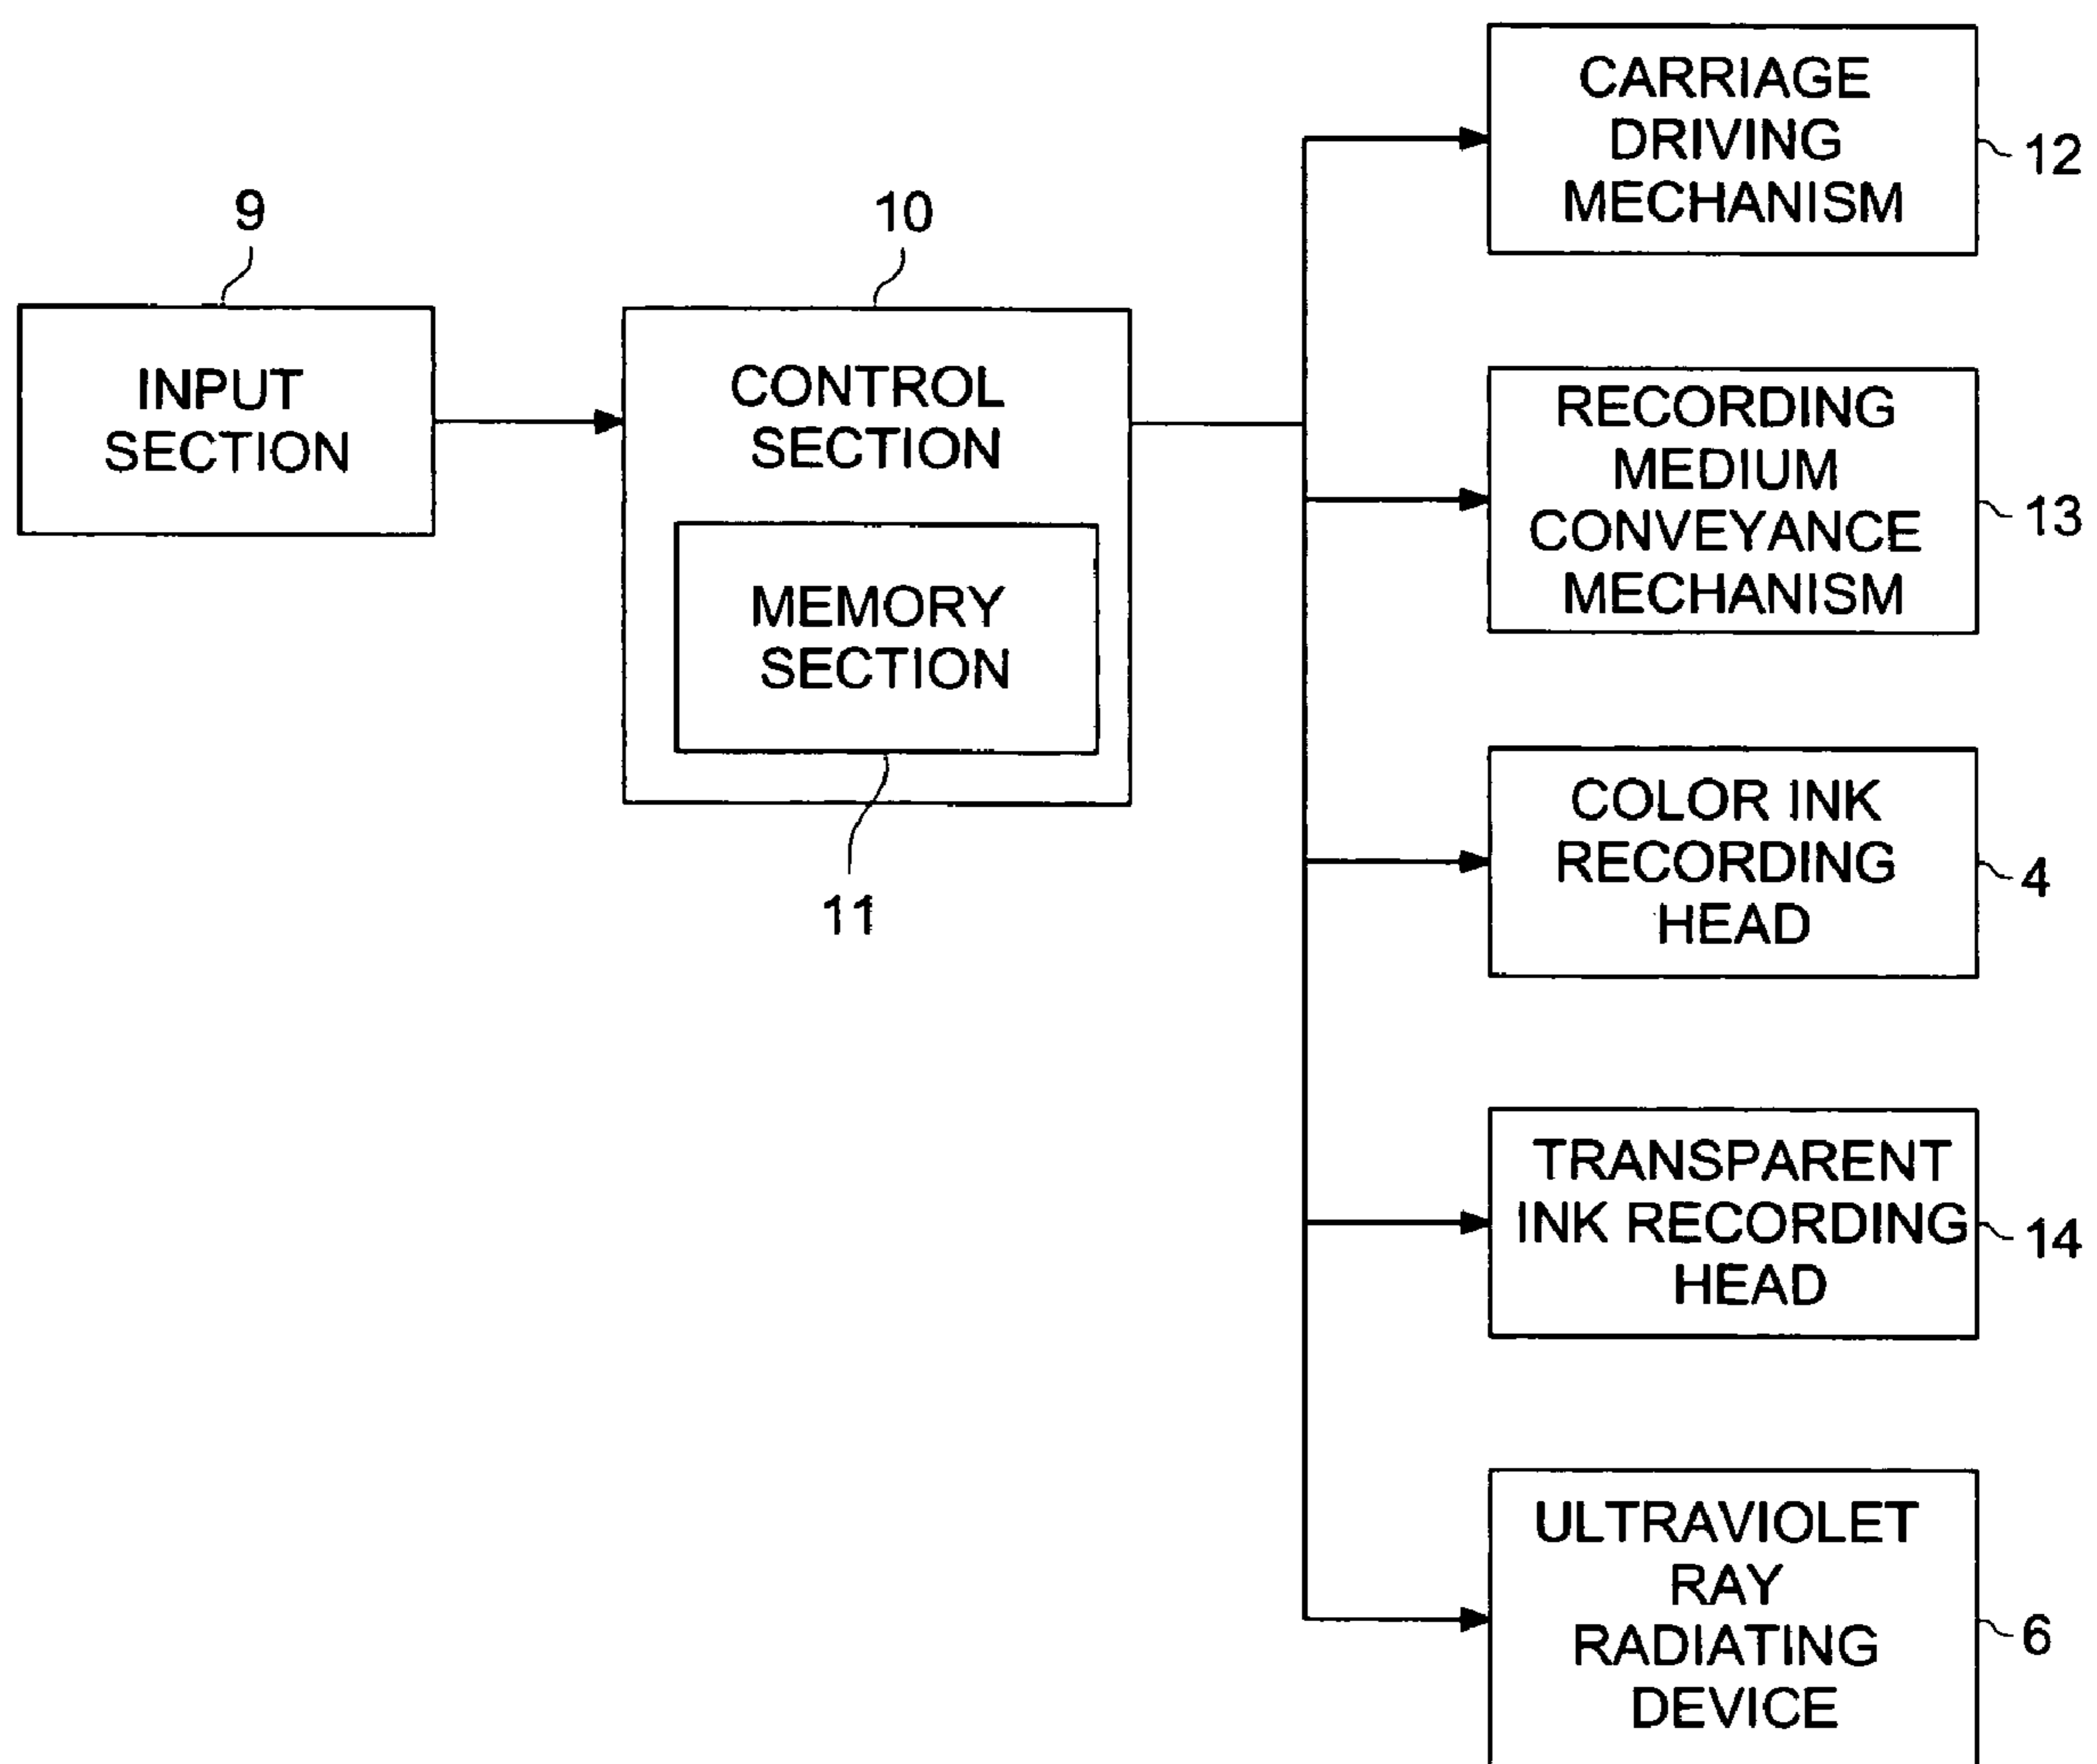 9
INPUT
SECTION
10
CONTROL
SECTION
MEMORY
SECTION
11
CARRIAGE
DRIVING
MECHANISM
12
RECORDING
MEDIUM
CONVEYANCE
MECHANISM
13
COLOR INK
RECORDING
HEAD
4
TRANSPARENT
INK RECORDING
HEAD
14
ULTRAVIOLET
RAY
RADIATING
DEVICE
6